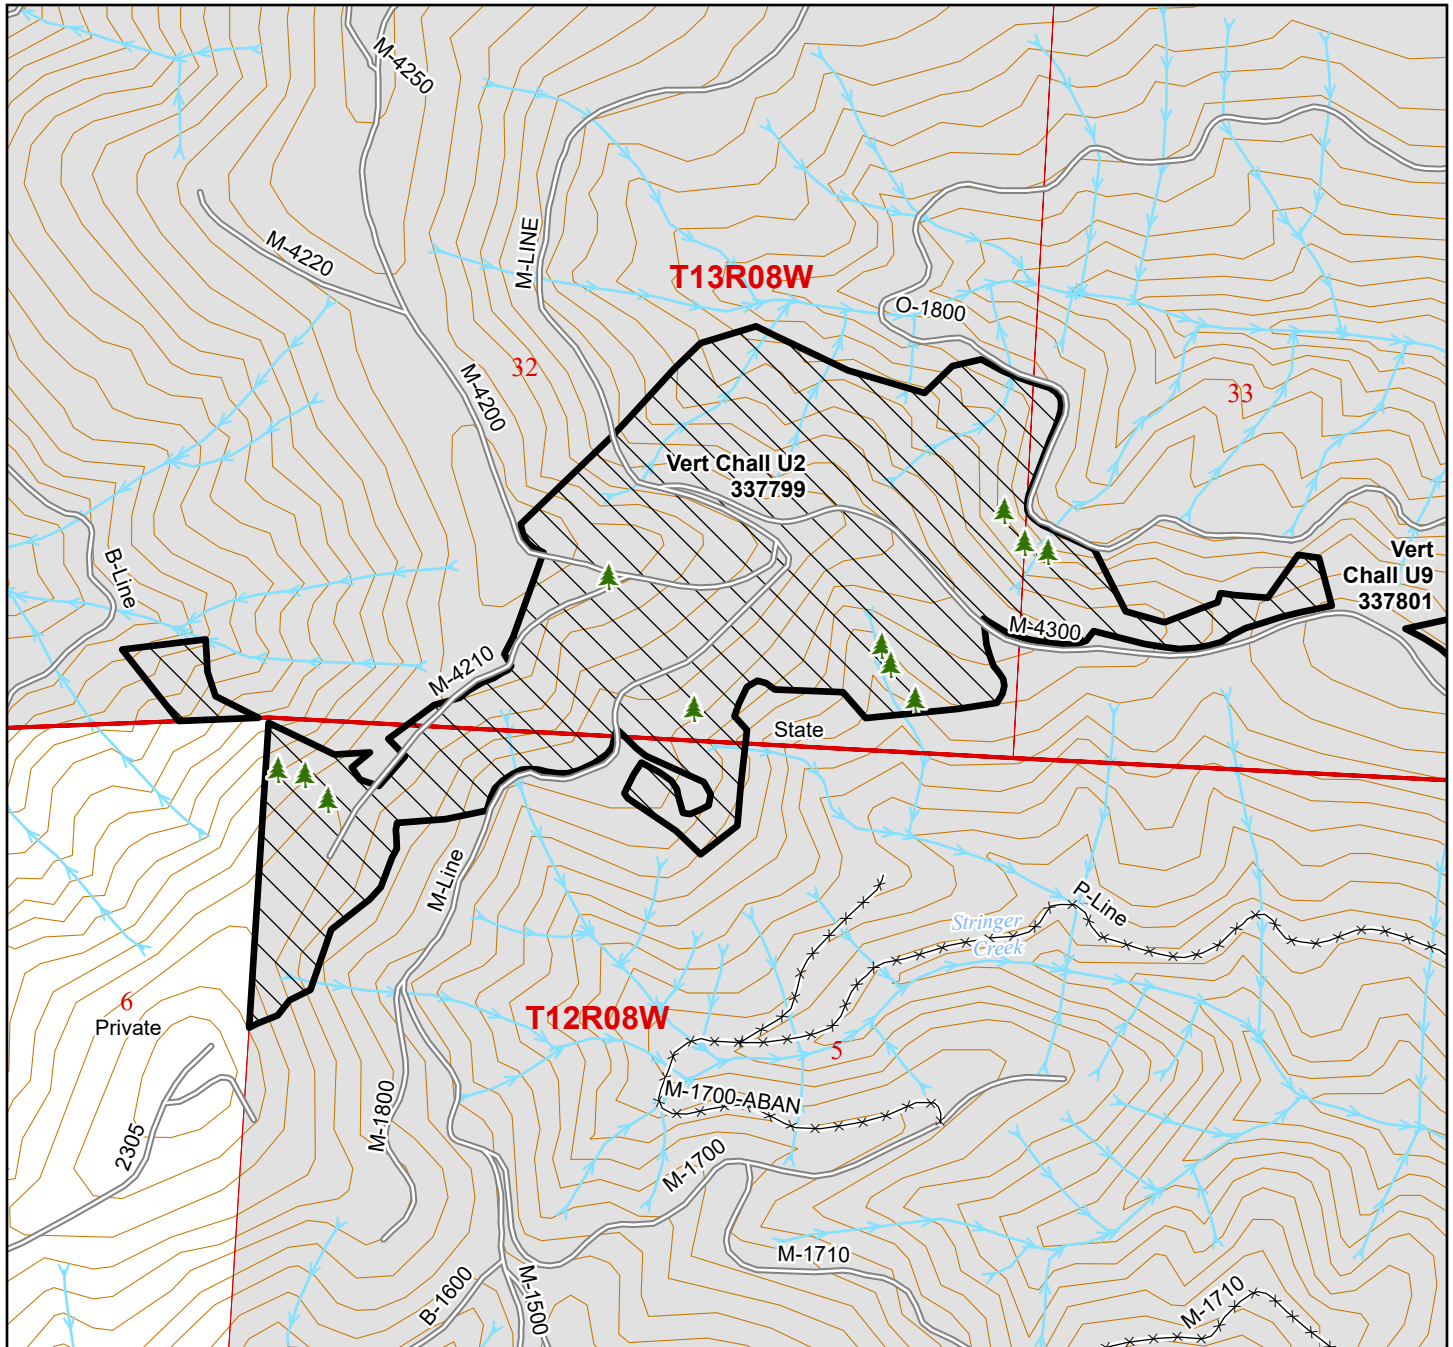 M-4250
M-4220
M-LINE
T13R08W
O-1800
32
M-4200
33
Vert Chall U2
337799
Vert
Chall U9
337801
B-Line
M-4300
M-4210
State
M-Line
P-Line
Stringer
Creek
6
Private
T12R08W
5
M-1700-ABAN
M-1800
2305
M-1700
M-1710
B-1600
M-1500
M-1710